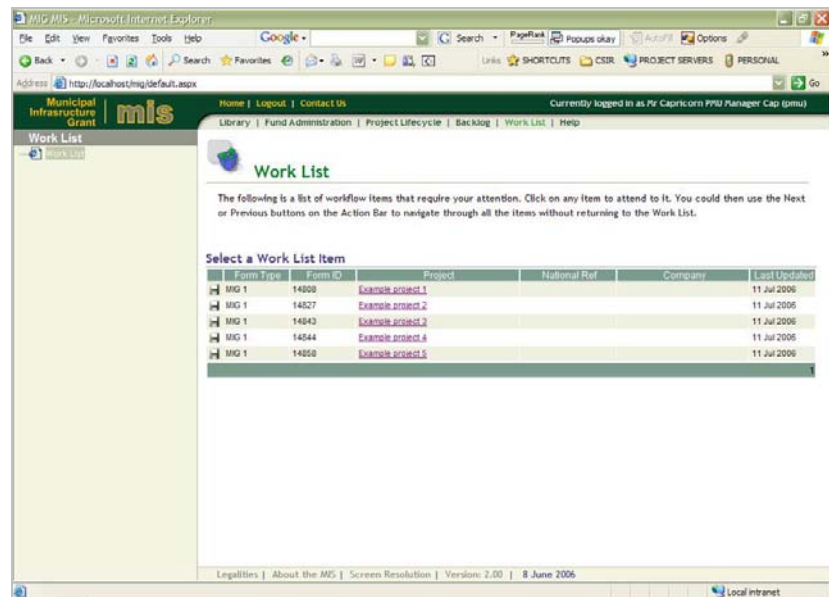 MIG MIS - Microsoft Internet Explorer
File Edit View Favorites Tools Help
Google
Search
PageRank
Popups okay
AutoFill
Options
Back
Search
Favorites
Links
SHORTCUTS
CSIR
PROJECT SERVERS
PERSONAL
Address http://localhost/mig/default.aspx
Go
Municipal
Infrasructure
Grant
mis
Home | Logout | Contact Us
Currently logged in as Mr Capricorn PMU Manager Cap (pmu)
Library | Fund Administration | Project Lifecycle | Backlog | Work List | Help
Work List
Work List
Work List
The following is a list of workflow items that require your attention. Click on any item to attend to it. You could then use the Next
or Previous buttons on the Action Bar to navigate through all the items without returning to the Work List.
Select a Work List Item
Form Type Form ID Project National Ref Company Last Updated
MIG 1 14808 Example project 1 11 Jul 2006
MIG 1 14827 Example project 2 11 Jul 2006
MIG 1 14843 Example project 3 11 Jul 2006
MIG 1 14844 Example project 4 11 Jul 2006
MIG 1 14858 Example project 5 11 Jul 2006
1
Legalities | About the MIS | Screen Resolution | Version: 2.00 | 8 June 2006
Local intranet